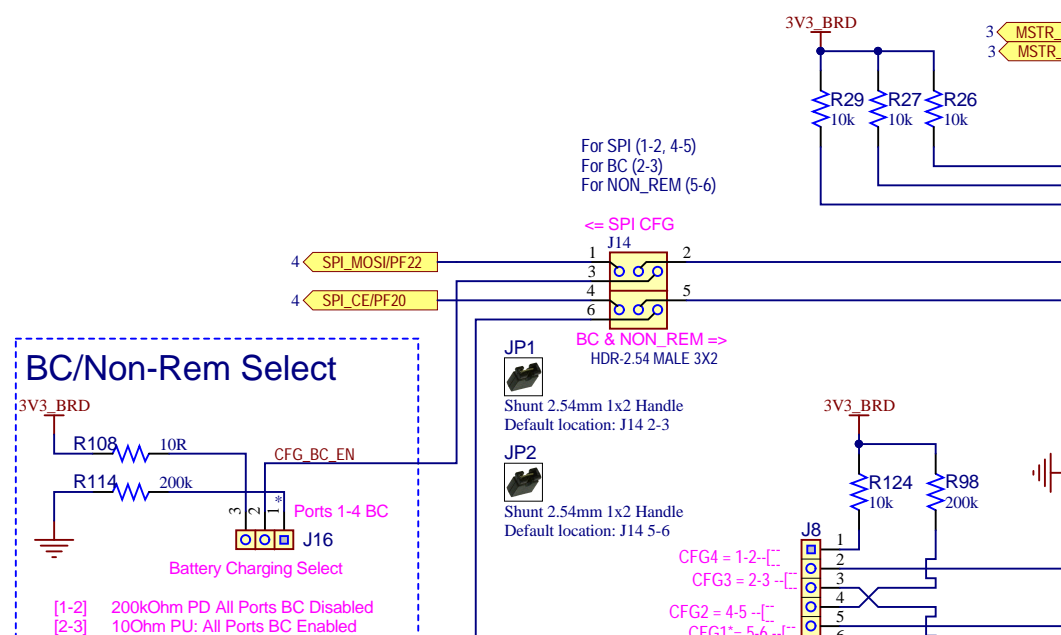 3V3_BRD
3 MSTR_
3 MSTR_
R29
10k
R27
10k
R26
10k
For SPI (1-2, 4-5)
For BC (2-3)
For NON_REM (5-6)
<= SPI CFG
J14
1
2
3
4
5
6
4 SPI_MOSI/PF22
4 SPI_CE/PF20
BC & NON_REM =>
HDR-2.54 MALE 3X2
JP1
Shunt 2.54mm 1x2 Handle
Default location: J14 2-3
JP2
Shunt 2.54mm 1x2 Handle
Default location: J14 5-6
BC/Non-Rem Select
3V3_BRD
R108 10R
CFG_BC_EN
R114 200k
3 2 1 *
Ports 1-4 BC
J16
Battery Charging Select
[1-2] 200kOhm PD All Ports BC Disabled
[2-3] 10Ohm PU: All Ports BC Enabled
3V3_BRD
R124
10k
R98
200k
J8
1
2
3
4
5
6
CFG4 = 1-2--[
CFG3 = 2-3 --[
CFG2 = 4-5 --[
CFG1*= 5-6 --[